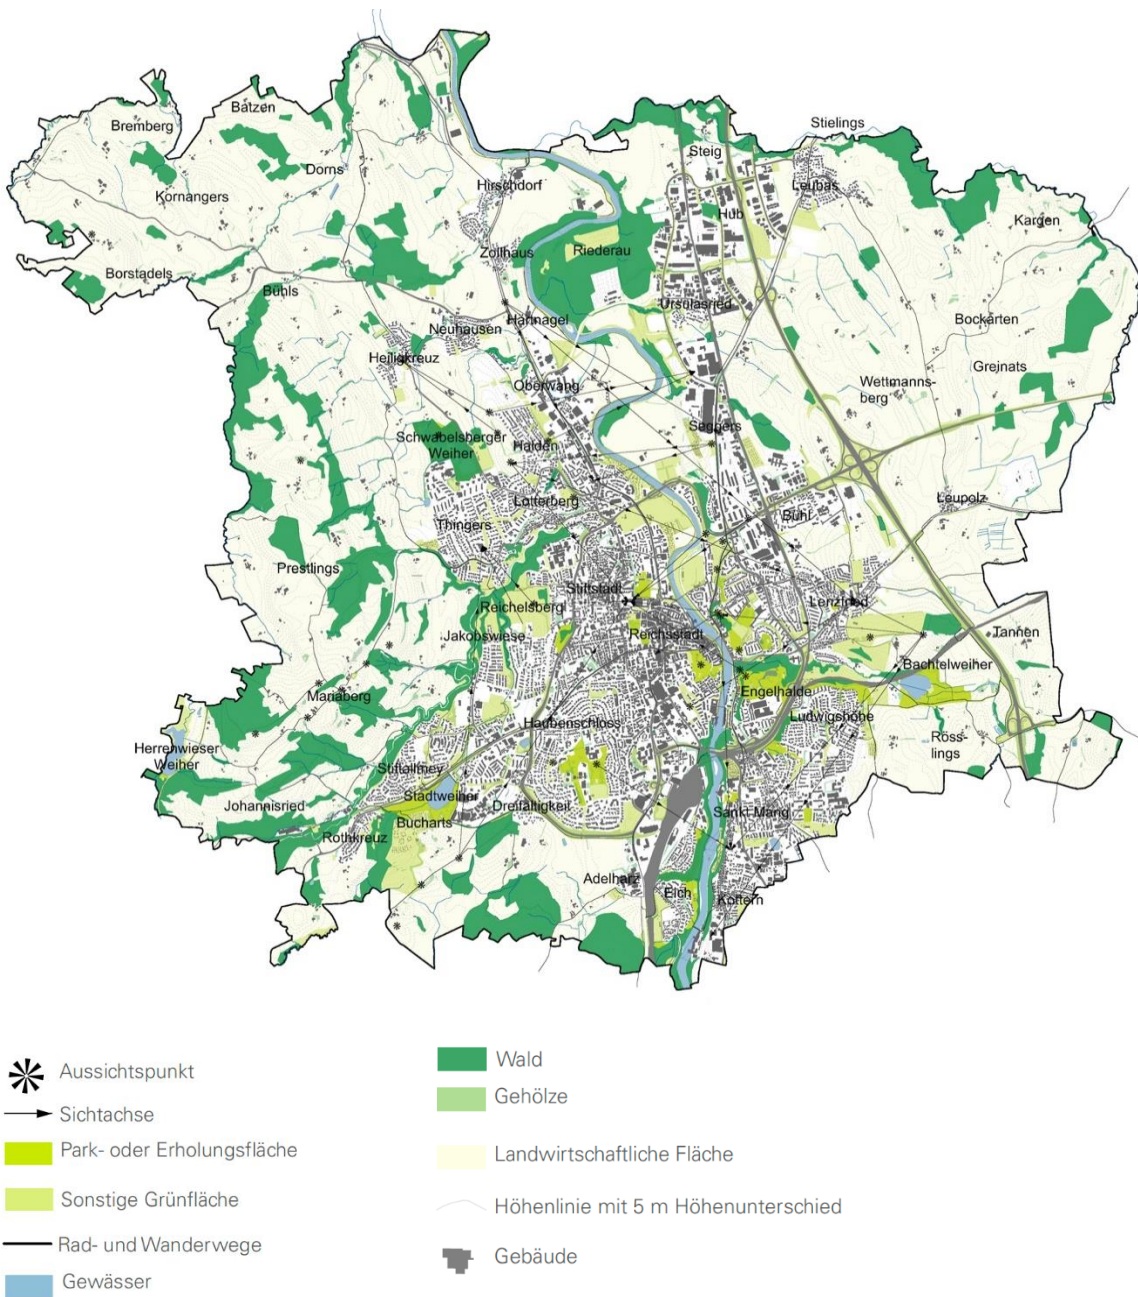 Stielings
Batzen
Bremberg
Steig
Dorns
Hirschdorf
Leubas
Kornangers
Hub
Kargen
Riederau
Zollhaus
Borstadels
Bühls
Ursulasried
Härtnagel
Bockarten
Neuhausen
Heiligkreuz
Greinats
Oberwang
Wettmanns-
berg
Seggers
Schwabelsberger
Weiher
Halden
Lotterberg
Leupolz
Bühl
Thingers
Prestlings
Stiftstadt
Lenzfried
Reichelsberg
Jakobswiese
Reichsstadt
Tannen
Bachtelweiher
Mariaberg
Engelhalde
Ludwigshöhe
Haubenschloss
Röss-
lings
Herrenwieser
Weiher
Stiftallmey
Stadtweiher
Johannisried
Dreifaltigkeit
Sankt Mang
Bucharts
Rothkreuz
Adelharz
Eich
Kottern
Aussichtspunkt
Sichtachse
Park- oder Erholungsfläche
Sonstige Grünfläche
Rad- und Wanderwege
Gewässer
Wald
Gehölze
Landwirtschaftliche Fläche
Höhenlinie mit 5 m Höhenunterschied
Gebäude